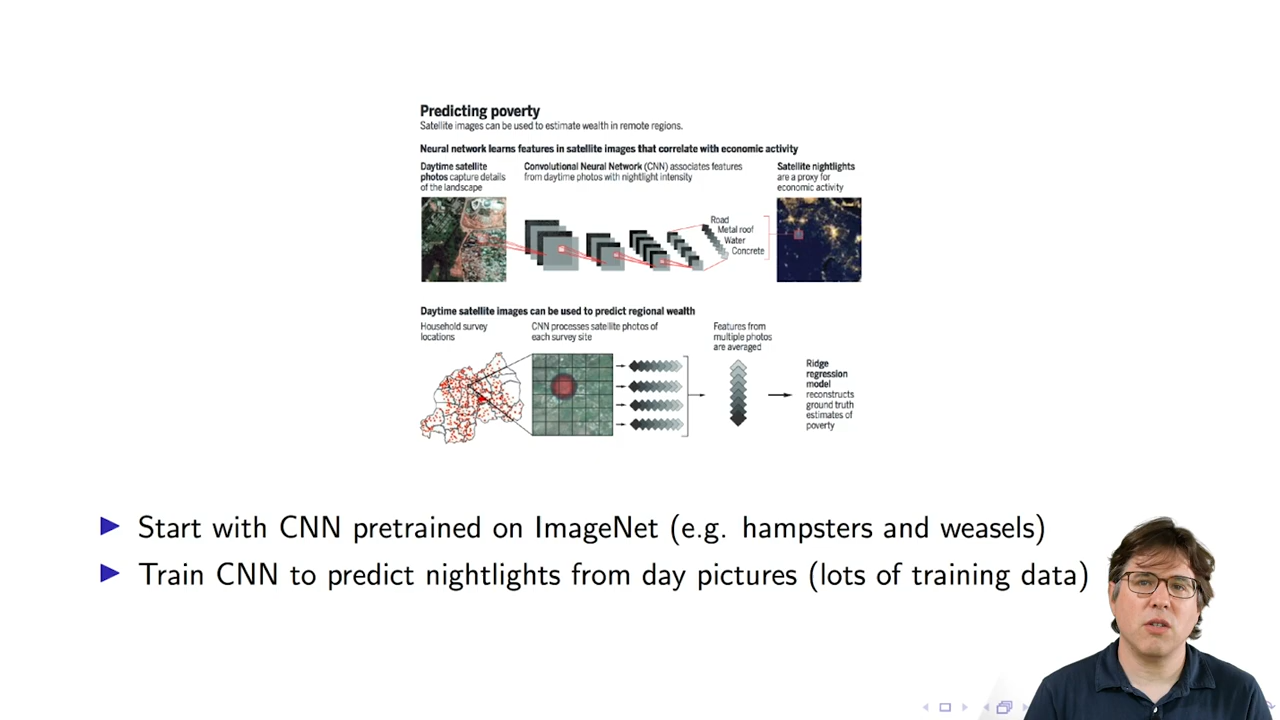 Predicting poverty
Satellite images can be used to estimate wealth in remote regions.
Neural network learns features in satellite images that correlate with economic activity
Daytime satellite
photos capture details
of the landscape
Convolutional Neural Network (CNN) associates features
from daytime photos with nightlight intensity
Satellite nightlights
are a proxy for
economic activity
Road
Metal roof
Water
Concrete
Daytime satellite images can be used to predict regional wealth
Household survey
locations
CNN processes satellite photos of
each survey site
Features from
multiple photos
are averaged
Ridge
regression
model
reconstructs
ground truth
estimates of
poverty
Start with CNN pretrained on ImageNet (e.g. hampsters and weasels)
Train CNN to predict nightlights from day pictures (lots of training data)